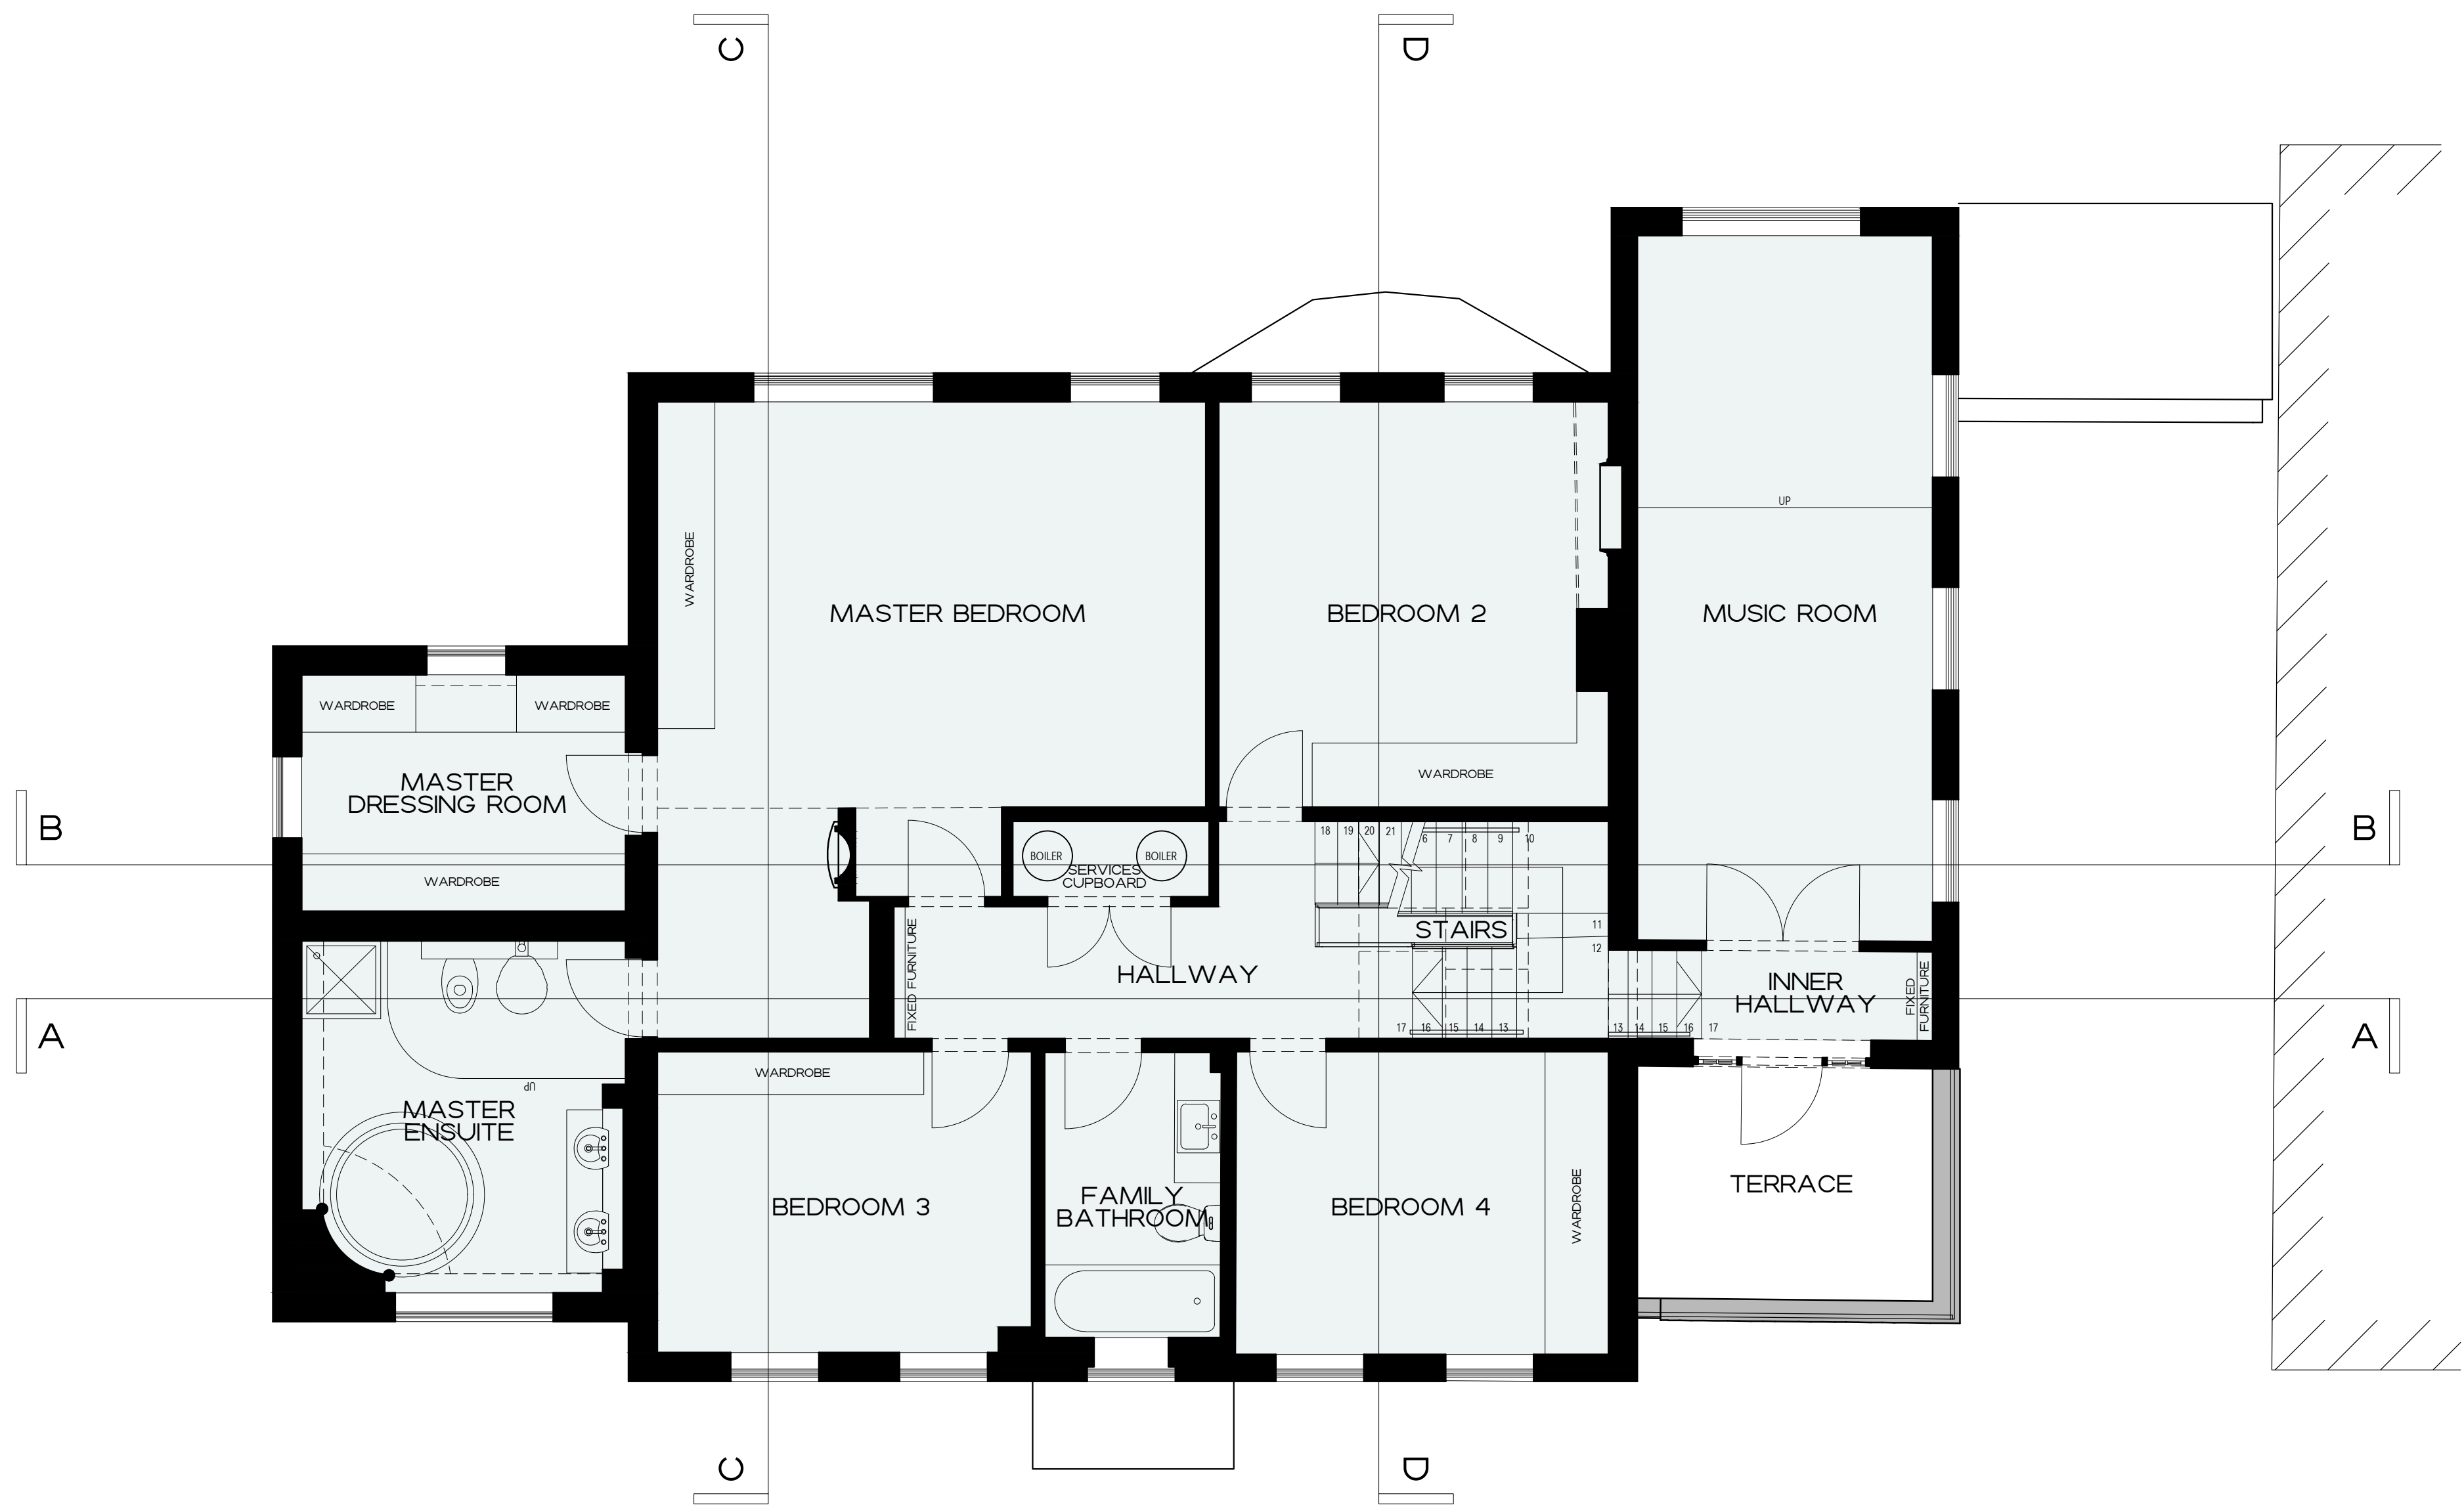 C
D
UP
WARDROBE
MASTER BEDROOM
BEDROOM 2
MUSIC ROOM
WARDROBE
WARDROBE
WARDROBE
MASTER
DRESSING ROOM
B
B
18 19 20 21 6 7 8 9 10
BOILER
BOILER
SERVICES
CUPBOARD
WARDROBE
STAIRS
11
12
FIXED FURNITURE
HALLWAY
INNER
HALLWAY
FIXED
FURNITURE
17 16 15 14 13
13 14 15 16 17
A
A
WARDROBE
UP
MASTER
ENSUITE
BEDROOM 3
FAMILY
BATHROOM
BEDROOM 4
WARDROBE
TERRACE
C
D